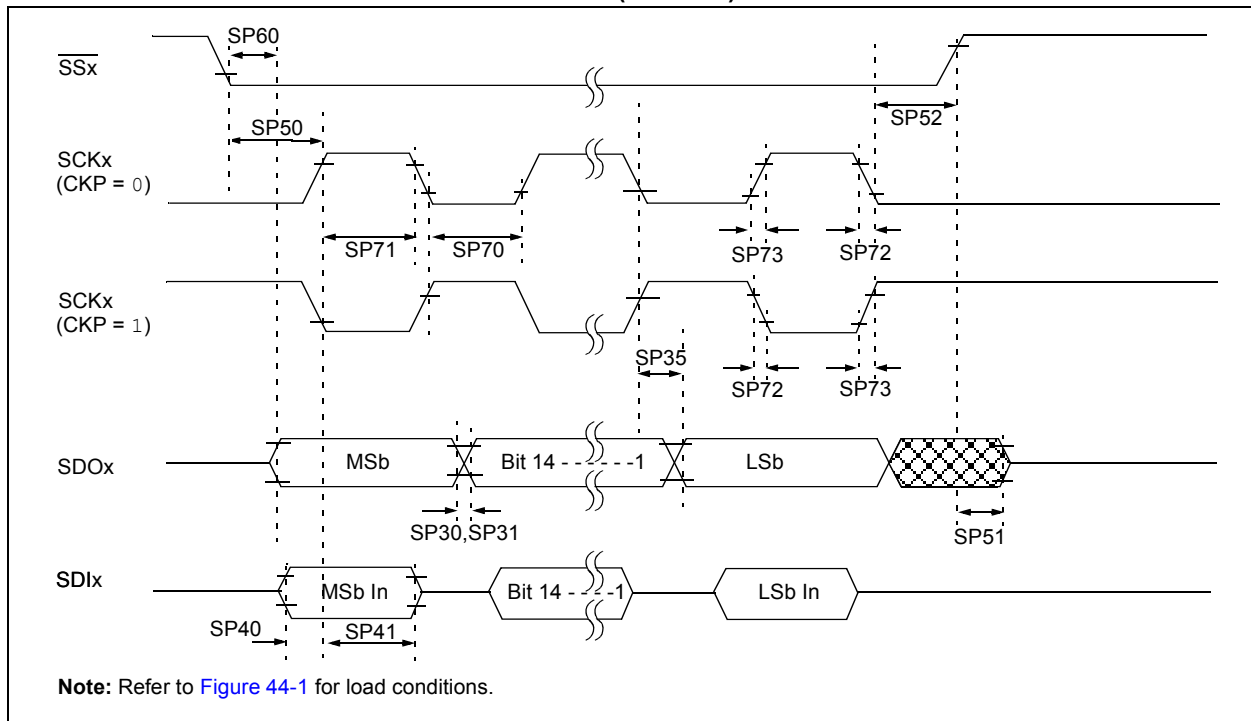 SP60
SSx
SP50
SP52
SCKx
(CKP = 0)
SP71
SP70
SP73
SP72
SCKx
(CKP = 1)
SP35
SP72
SP73
SDOx
MSb
Bit 14 - - - - - -1
LSb
SP30,SP31
SP51
SDIx
MSb In
Bit 14 - - - -1
LSb In
SP40
SP41
Note: Refer to Figure 44-1 for load conditions.